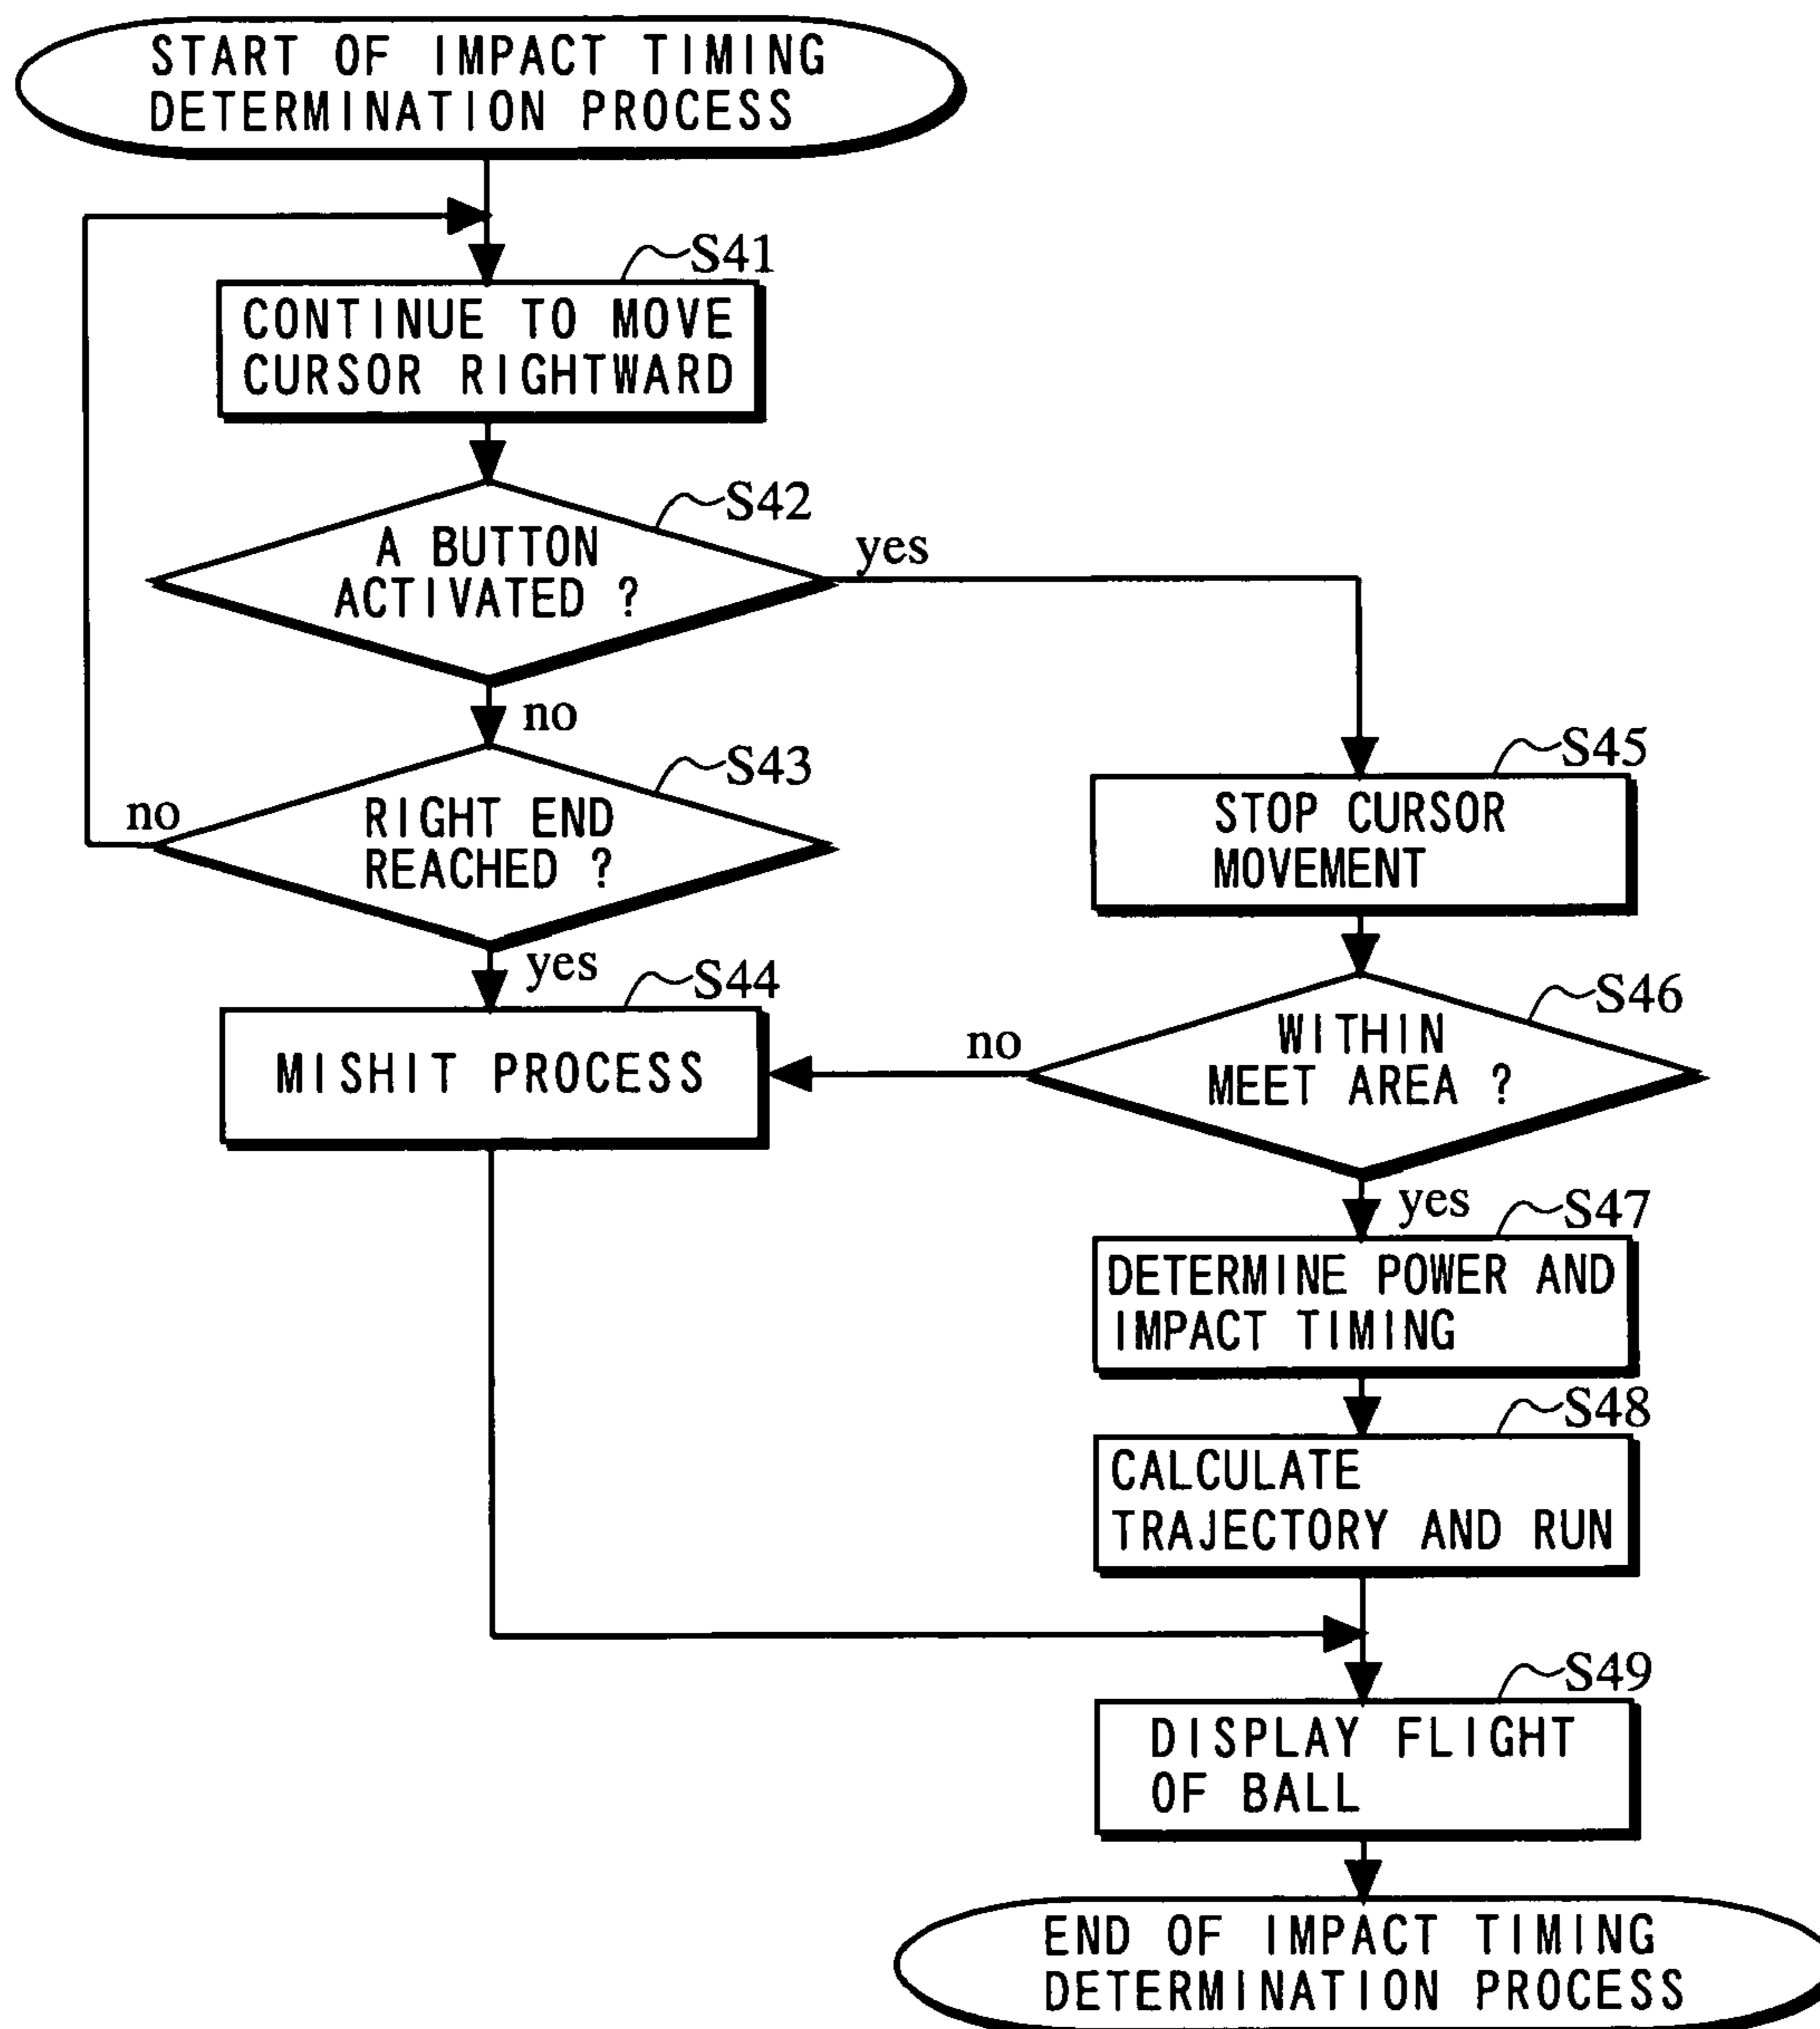 START OF IMPACT TIMING
DETERMINATION PROCESS
S41
CONTINUE TO MOVE
CURSOR RIGHTWARD
S42
A BUTTON
ACTIVATED ?
yes
no
S43
RIGHT END
REACHED ?
no
yes
S44
MISHIT PROCESS
S45
STOP CURSOR
MOVEMENT
S46
WITHIN
MEET AREA ?
no
yes
S47
DETERMINE POWER AND
IMPACT TIMING
S48
CALCULATE
TRAJECTORY AND RUN
S49
DISPLAY FLIGHT
OF BALL
END OF IMPACT TIMING
DETERMINATION PROCESS